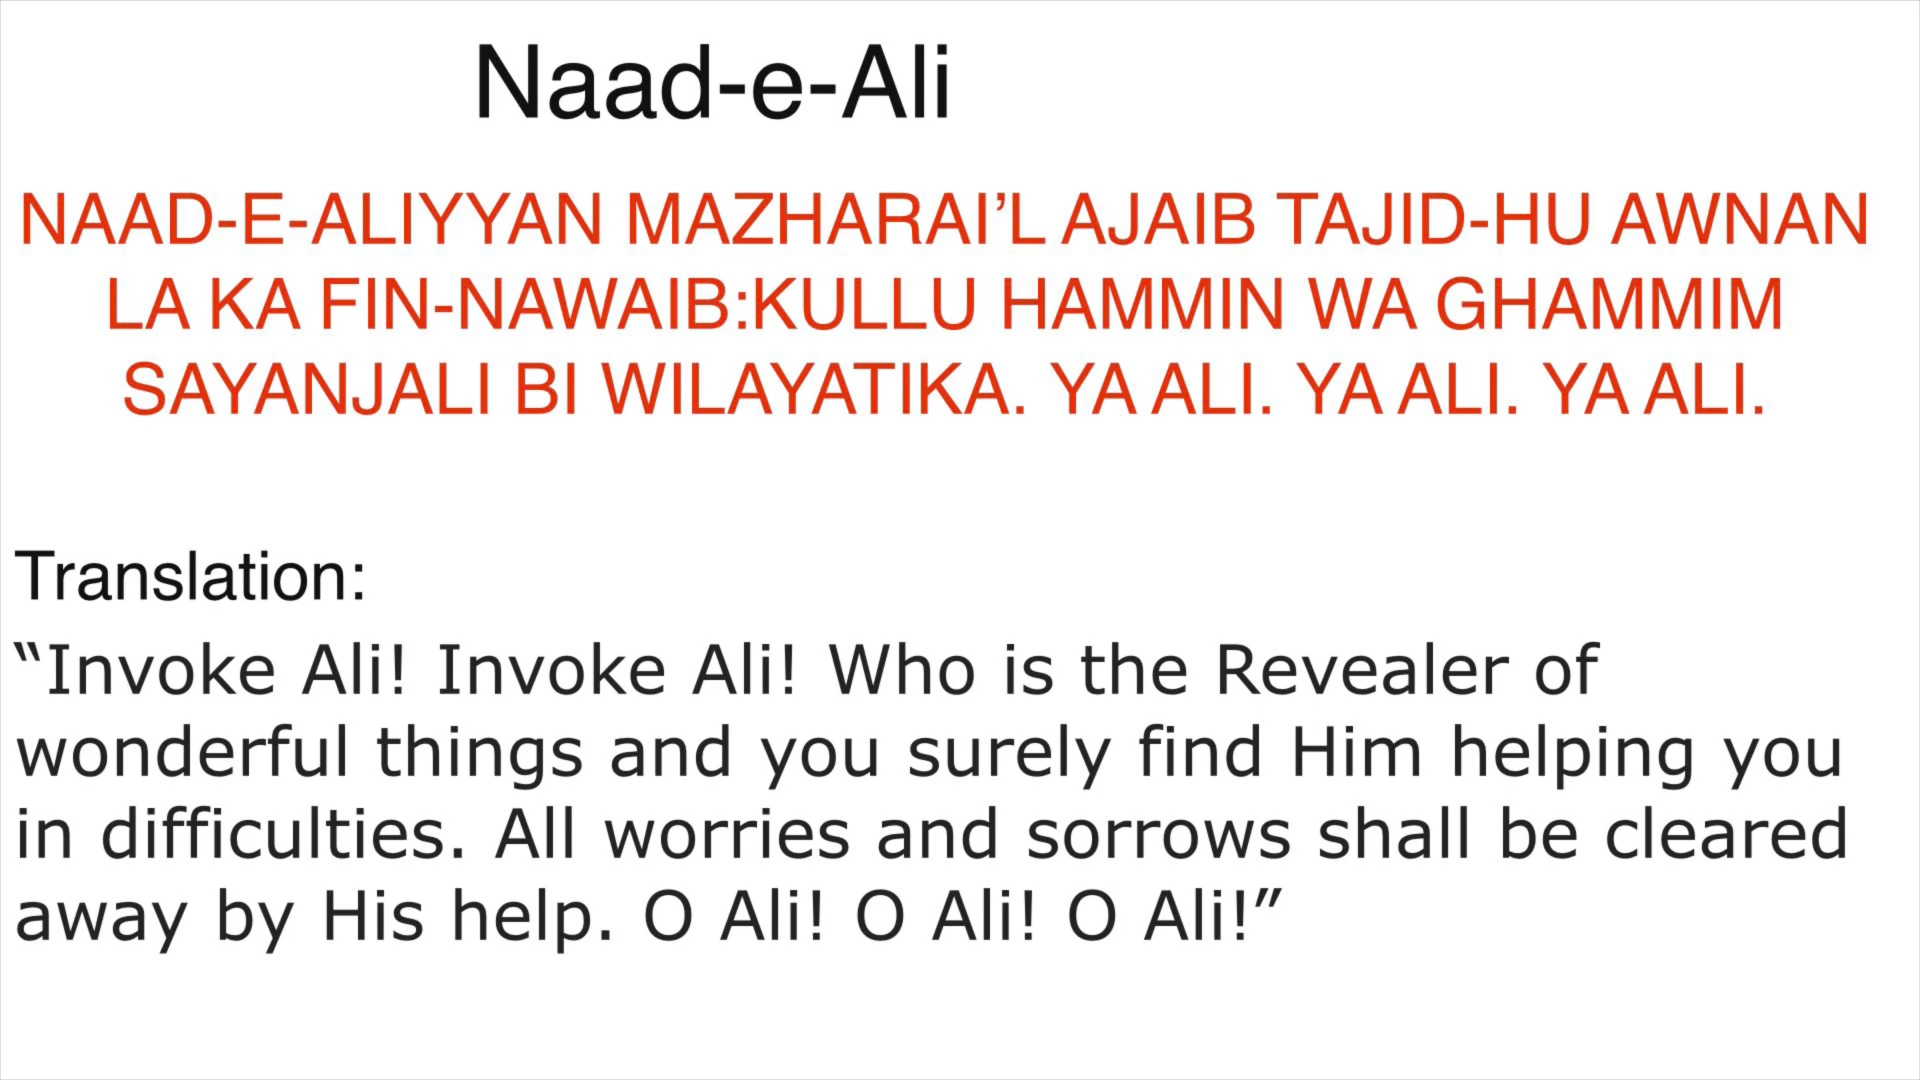 Naad-e-Ali
NAAD-E-ALIYYAN MAZHARAI’L AJAIB TAJID-HU AWNAN
LA KA FIN-NAWAIB:KULLU HAMMIN WA GHAMMIM
SAYANJALI BI WILAYATIKA. YA ALI. YA ALI. YA ALI.
Translation:
“Invoke Ali! Invoke Ali! Who is the Revealer of
wonderful things and you surely find Him helping you
in difficulties. All worries and sorrows shall be cleared
away by His help. O Ali! O Ali! O Ali!”